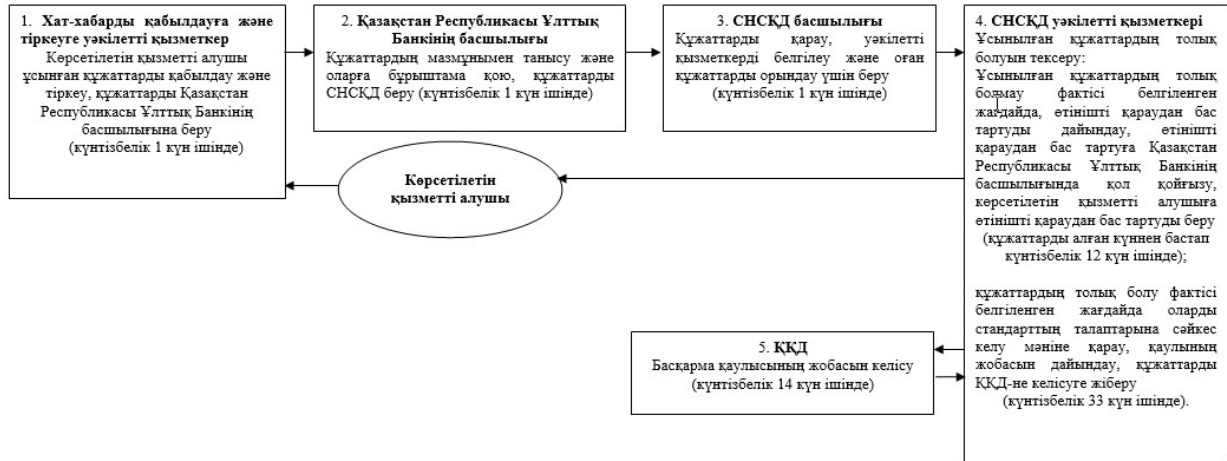 1. Хат-хабарды қабылдауға және
тіркеуге уәкілетті қызметкер
Көрсетілетін қызметті алушы
ұсынған құжаттарды қабылдау және
тіркеу, құжаттарды Қазақстан
Республикасы Ұлттық Банкінің
басшылығына беру
(күнтізбелік 1 күн ішінде)
2. Қазақстан Республикасы Ұлттық
Банкінің басшылығы
Құжаттардың мазмұнымен танысу және
оларға бұрыштама қою, құжаттарды
СНСҚД беру (күнтізбелік 1 күн ішінде)
3. СНСҚД басшылығы
Құжаттарды қарау, уәкілетті
қызметкерді белгілеу және оған
құжаттарды орындау үшін беру
(күнтізбелік 1 күн ішінде)
4. СНСҚД уәкілетті қызметкері
Ұсынылған құжаттардың толық
болуын тексеру:
Ұсынылған құжаттардың толық
болмау фактісі белгіленген
жағдайда, өтінішті қараудан бас
тартуды дайындау, өтінішті
қараудан бас тартуға Қазақстан
Республикасы Ұлттық Банкінің
басшылығында қол қойғызу,
көрсетілетін қызметті алушыға
өтінішті қараудан бас тартуды беру
(құжаттарды алған күннен бастап
күнтізбелік 12 күн ішінде);
құжаттардың толық болу фактісі
белгіленген жағдайда оларды
стандарттың талаптарына сәйкес
келу мәніне қарау, қаулының
жобасын дайындау, құжаттарды
ҚҚД-не келісуге жіберу
(күнтізбелік 33 күн ішінде).
Көрсетілетін
қызметті алушы
5. ҚҚД
Басқарма қаулысының жобасын келісу
(күнтізбелік 14 күн ішінде)